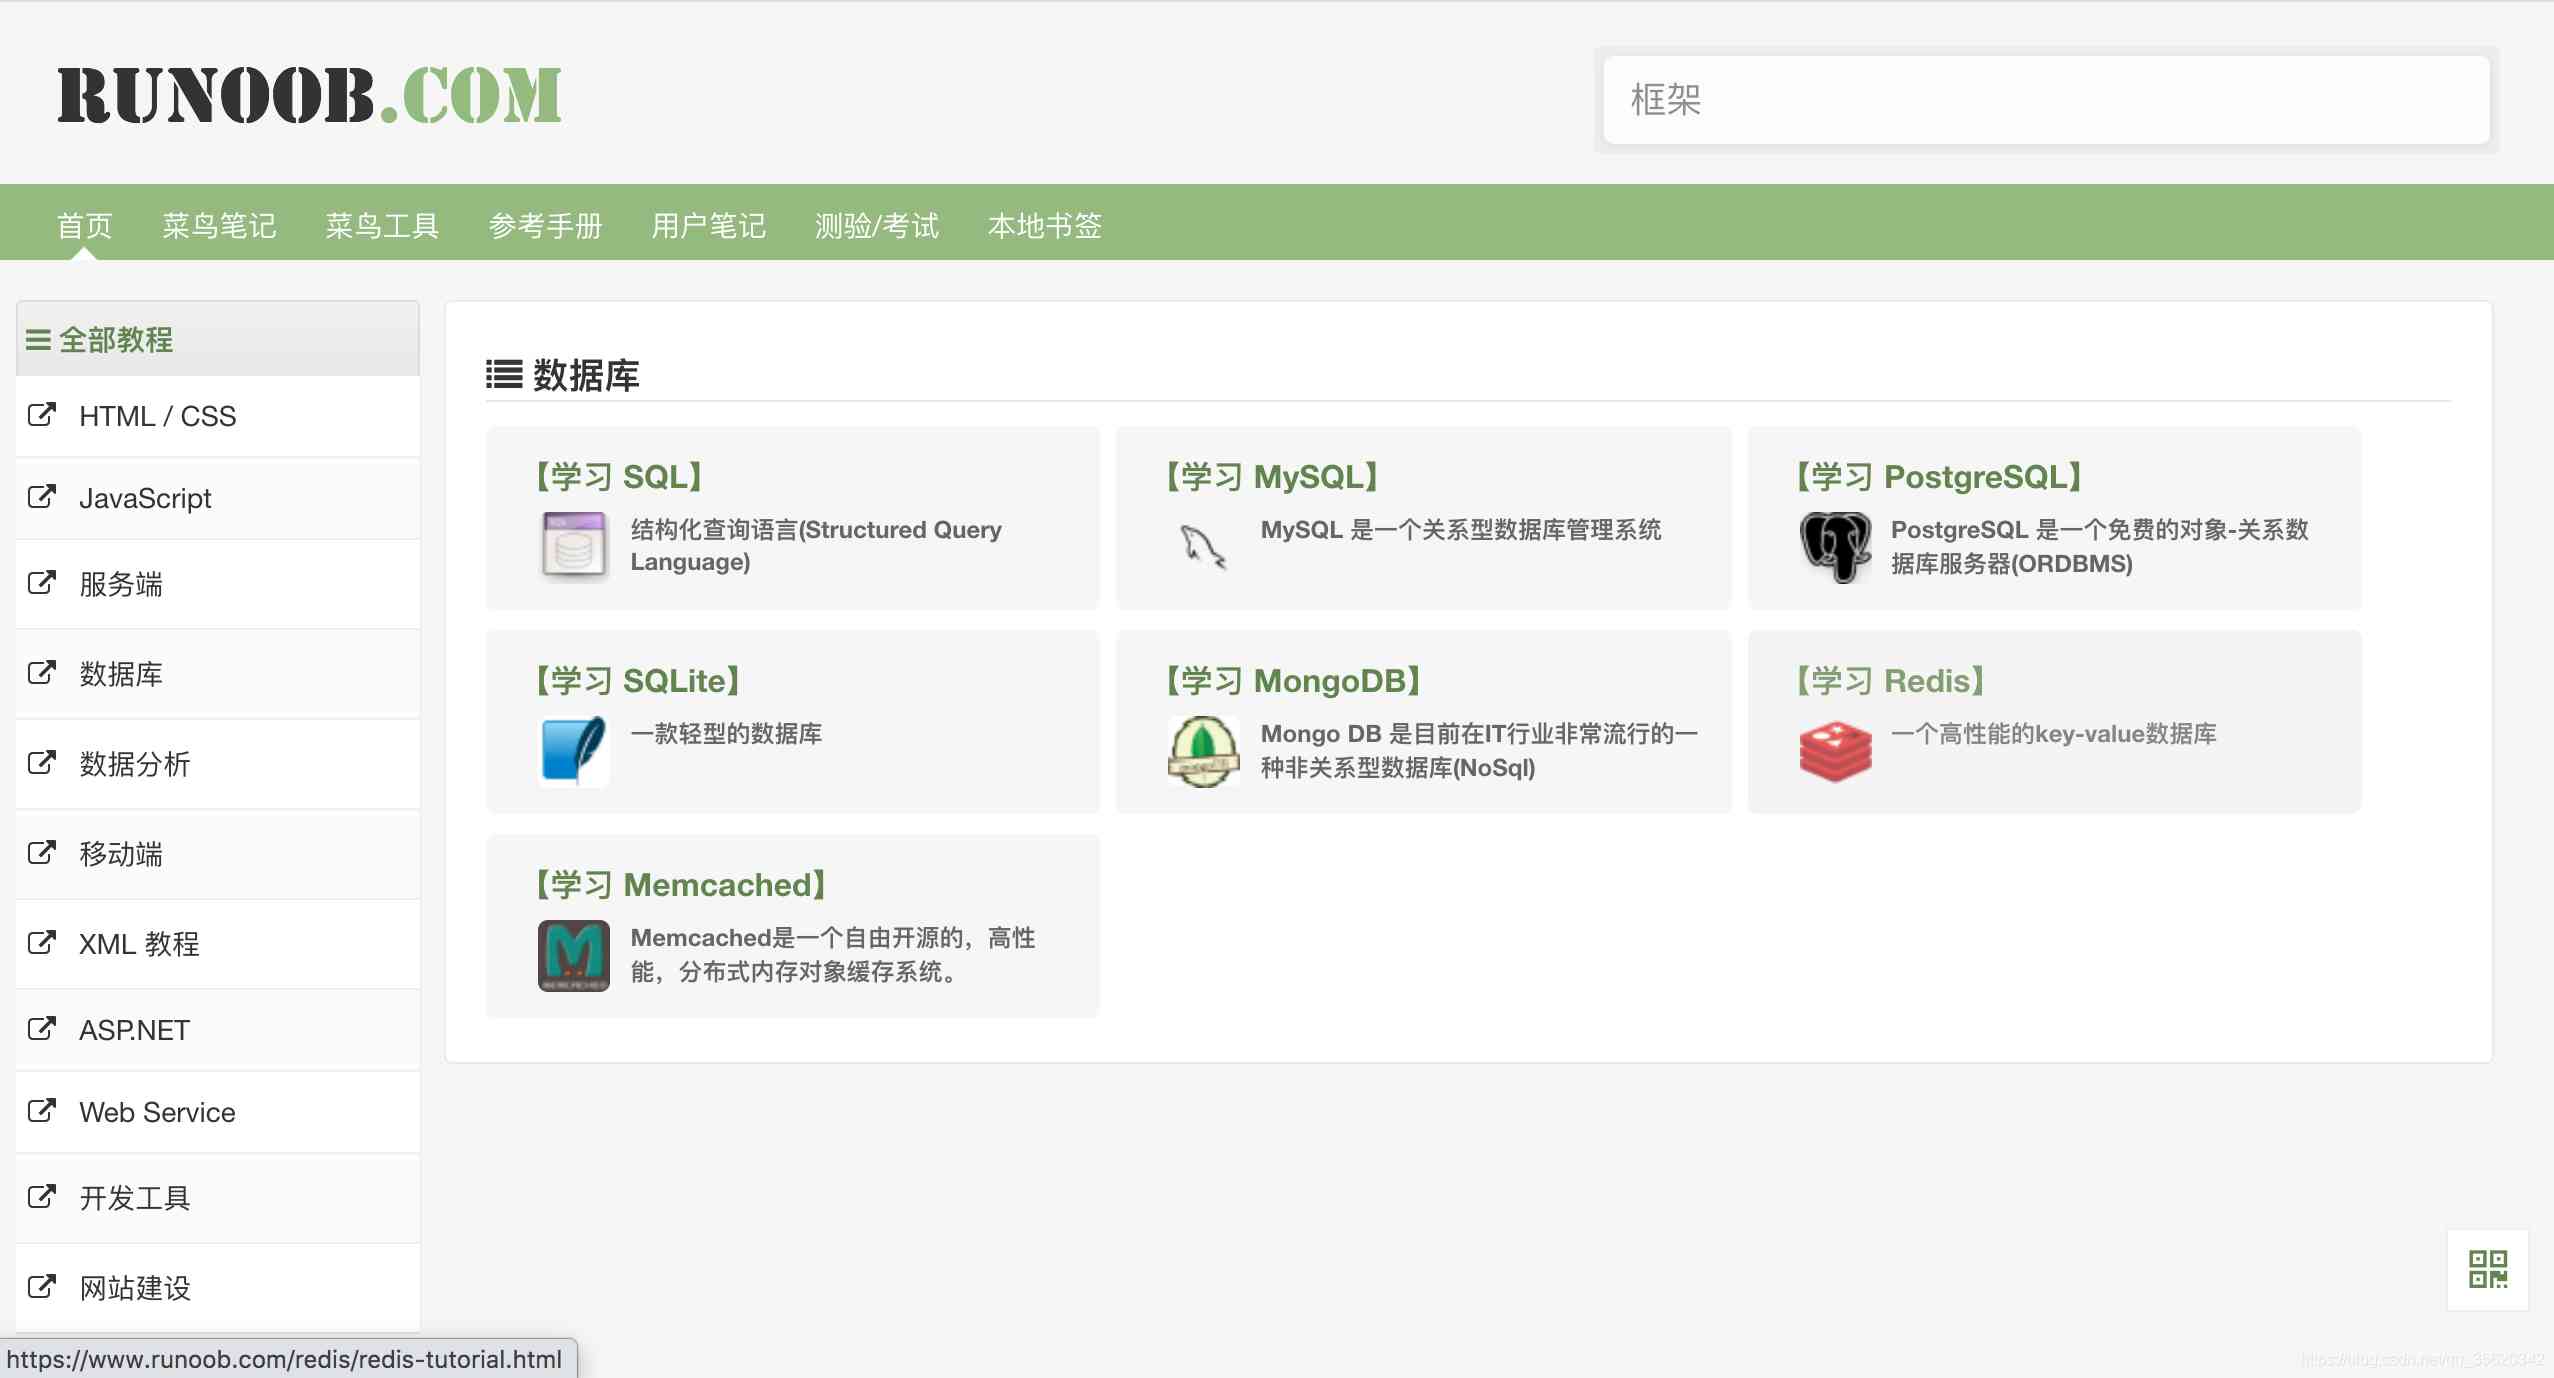 RUNOOB.COM
框架
首页 菜鸟笔记 菜鸟工具 参考手册 用户笔记 测验/考试 本地书签
全部教程
HTML / CSS
JavaScript
服务端
数据库
数据分析
移动端
XML 教程
ASP.NET
Web Service
开发工具
网站建设
数据库
【学习 SQL】
结构化查询语言(Structured Query
Language)
【学习 MySQL】
MySQL 是一个关系型数据库管理系统
【学习 PostgreSQL】
PostgreSQL 是一个免费的对象-关系数
据库服务器(ORDBMS)
【学习 SQLite】
一款轻型的数据库
【学习 MongoDB】
Mongo DB 是目前在IT行业非常流行的一
种非关系型数据库(NoSql)
【学习 Redis】
一个高性能的key-value数据库
【学习 Memcached】
Memcached是一个自由开源的，高性
能，分布式内存对象缓存系统。
https://www.runoob.com/redis/redis-tutorial.html